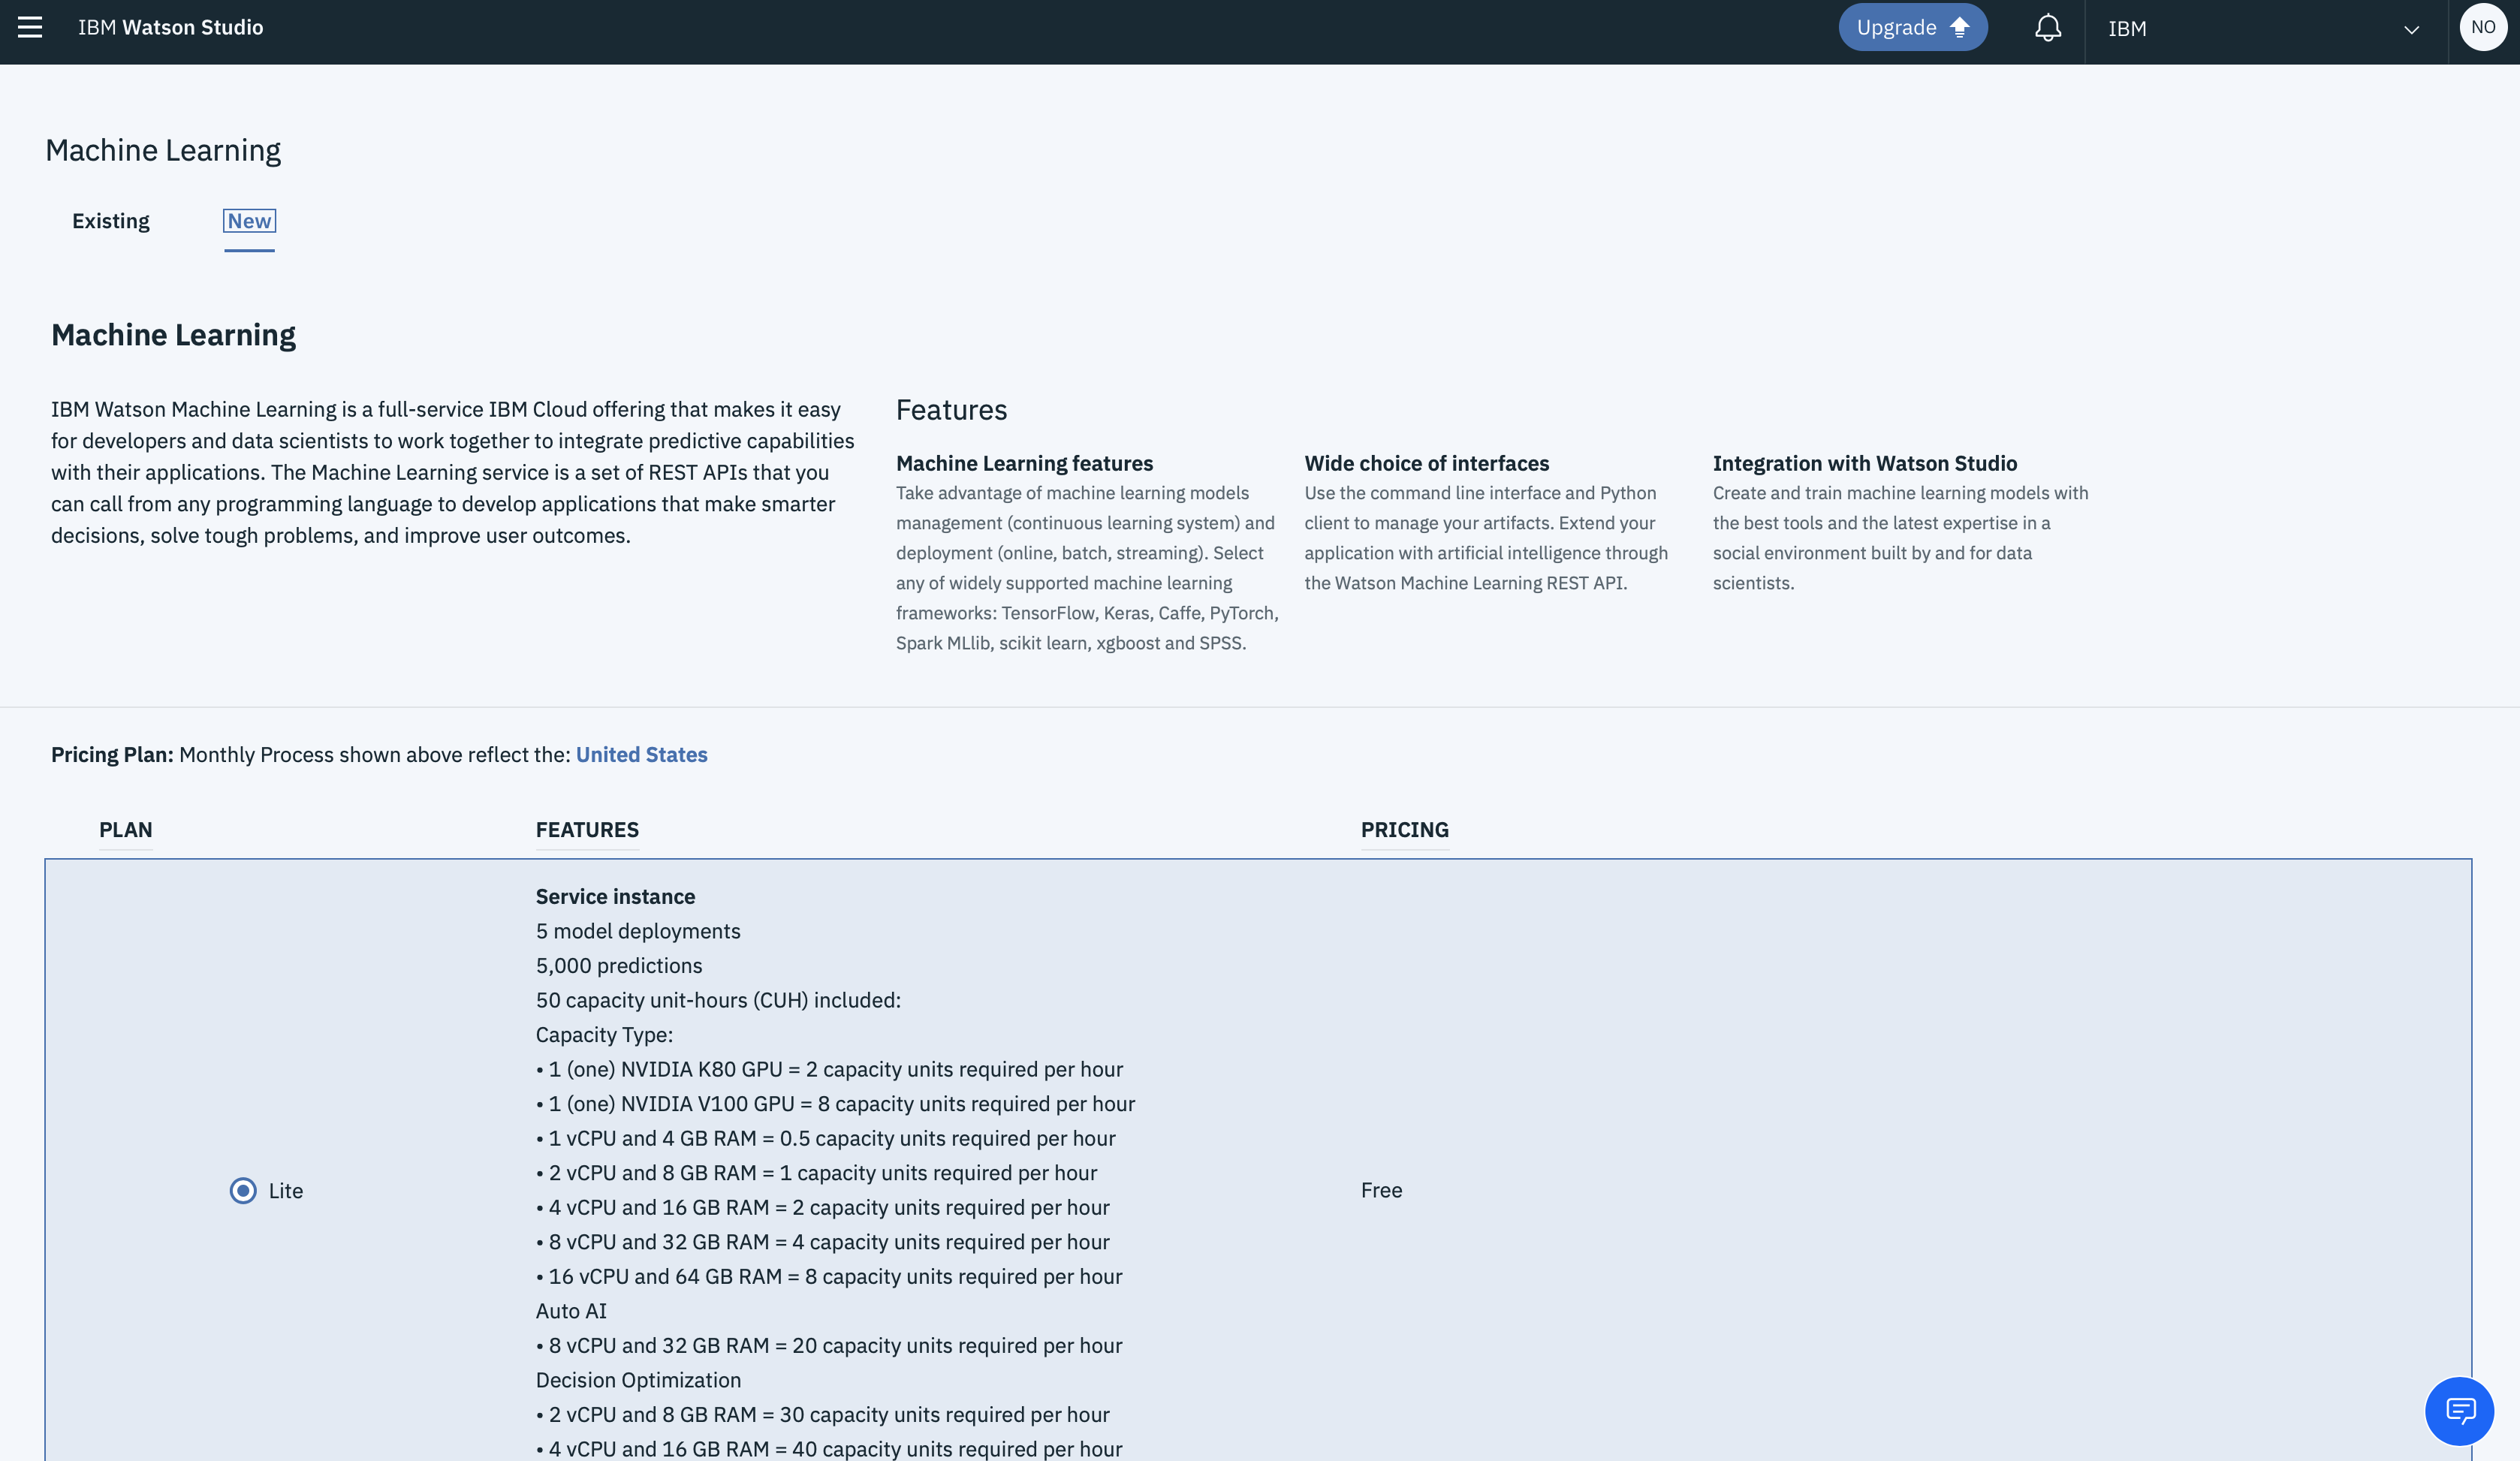 IBM Watson Studio
Upgrade
IBM
NO
Machine Learning
Existing
New
Machine Learning
IBM Watson Machine Learning is a full-service IBM Cloud offering that makes it easy
for developers and data scientists to work together to integrate predictive capabilities
with their applications. The Machine Learning service is a set of REST APIs that you
can call from any programming language to develop applications that make smarter
decisions, solve tough problems, and improve user outcomes.
Features
Machine Learning features
Take advantage of machine learning models
management (continuous learning system) and
deployment (online, batch, streaming). Select
any of widely supported machine learning
frameworks: TensorFlow, Keras, Caffe, PyTorch,
Spark MLlib, scikit learn, xgboost and SPSS.
Wide choice of interfaces
Use the command line interface and Python
client to manage your artifacts. Extend your
application with artificial intelligence through
the Watson Machine Learning REST API.
Integration with Watson Studio
Create and train machine learning models with
the best tools and the latest expertise in a
social environment built by and for data
scientists.
Pricing Plan: Monthly Process shown above reflect the: United States
PLAN
FEATURES
PRICING
Service instance
5 model deployments
5,000 predictions
50 capacity unit-hours (CUH) included:
Capacity Type:
• 1 (one) NVIDIA K80 GPU = 2 capacity units required per hour
• 1 (one) NVIDIA V100 GPU = 8 capacity units required per hour
• 1 vCPU and 4 GB RAM = 0.5 capacity units required per hour
• 2 vCPU and 8 GB RAM = 1 capacity units required per hour
Lite
Free
• 4 vCPU and 16 GB RAM = 2 capacity units required per hour
• 8 vCPU and 32 GB RAM = 4 capacity units required per hour
• 16 vCPU and 64 GB RAM = 8 capacity units required per hour
Auto AI
• 8 vCPU and 32 GB RAM = 20 capacity units required per hour
Decision Optimization
• 2 vCPU and 8 GB RAM = 30 capacity units required per hour
• 4 vCPU and 16 GB RAM = 40 capacity units required per hour